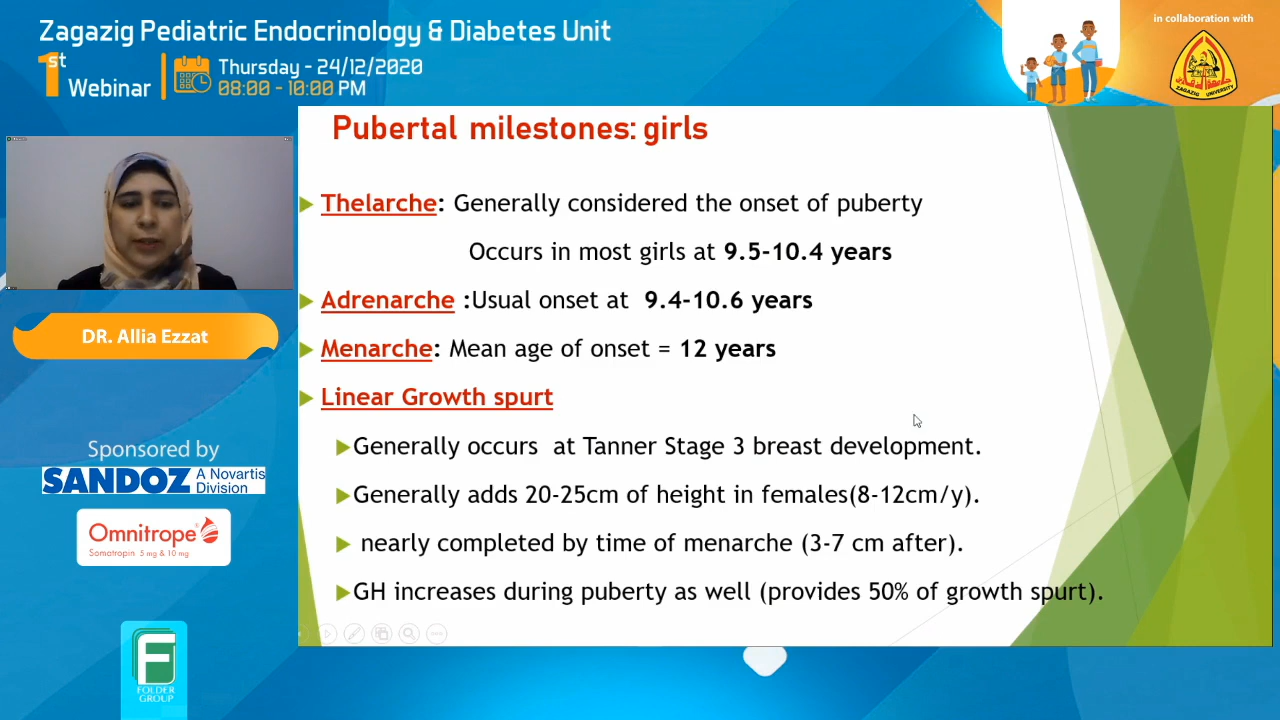 Zagazig Pediatric Endocrinology & Diabetes Unit
1st Webinar
Thursday - 24/12/2020
08:00 - 10:00 PM
in collaboration with
ZAGAZIG UNIVERSITY
Pubertal milestones: girls
Thelarche: Generally considered the onset of puberty
Occurs in most girls at 9.5-10.4 years
Adrenarche :Usual onset at 9.4-10.6 years
Menarche: Mean age of onset = 12 years
Linear Growth spurt
Generally occurs at Tanner Stage 3 breast development.
Generally adds 20-25cm of height in females(8-12cm/y).
nearly completed by time of menarche (3-7 cm after).
GH increases during puberty as well (provides 50% of growth spurt).
DR. Allia Ezzat
Sponsored by
SANDOZ A Novartis
Division
Omnitrope
Somatropin 5 mg & 10 mg
F
FOLDER
GROUP